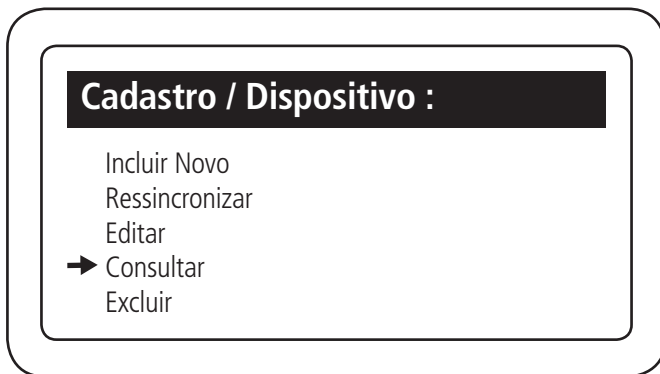 Cadastro / Dispositivo :
Incluir Novo
Ressincronizar
Editar
Consultar
Excluir